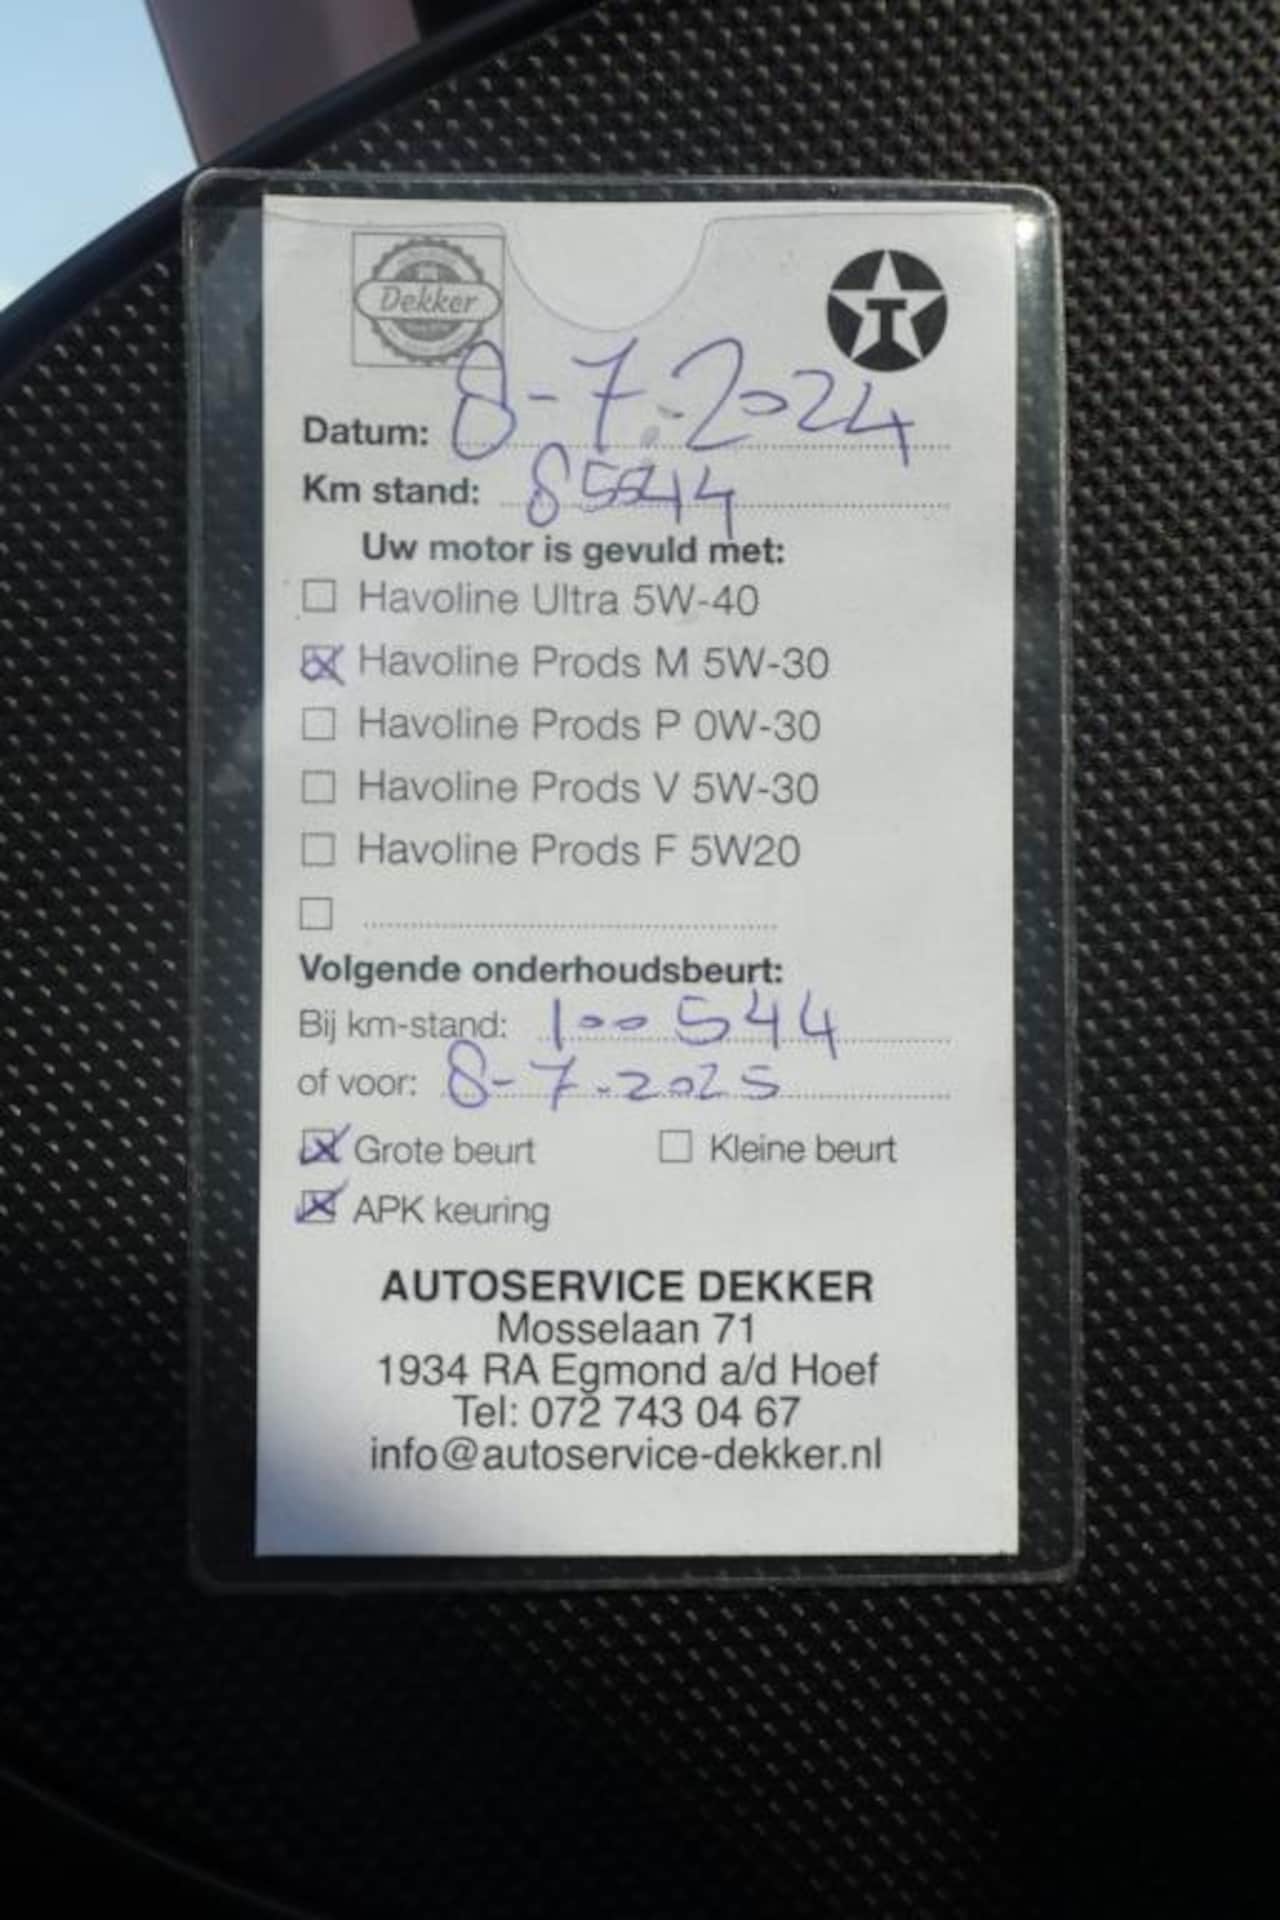 Dekker
T
Datum: 8-7-2024
Km stand: 85544
Uw motor is gevuld met:
☐ Havoline Ultra 5W-40
☒ Havoline Prods M 5W-30
☐ Havoline Prods P 0W-30
☐ Havoline Prods V 5W-30
☐ Havoline Prods F 5W20
☐
Volgende onderhoudsbeurt:
Bij km-stand: 100544
of voor: 8-7-2025
☒ Grote beurt ☐ Kleine beurt
☒ APK keuring
AUTOSERVICE DEKKER
Mosselaan 71
1934 RA Egmond a/d Hoef
Tel: 072 743 04 67
info@autoservice-dekker.nl